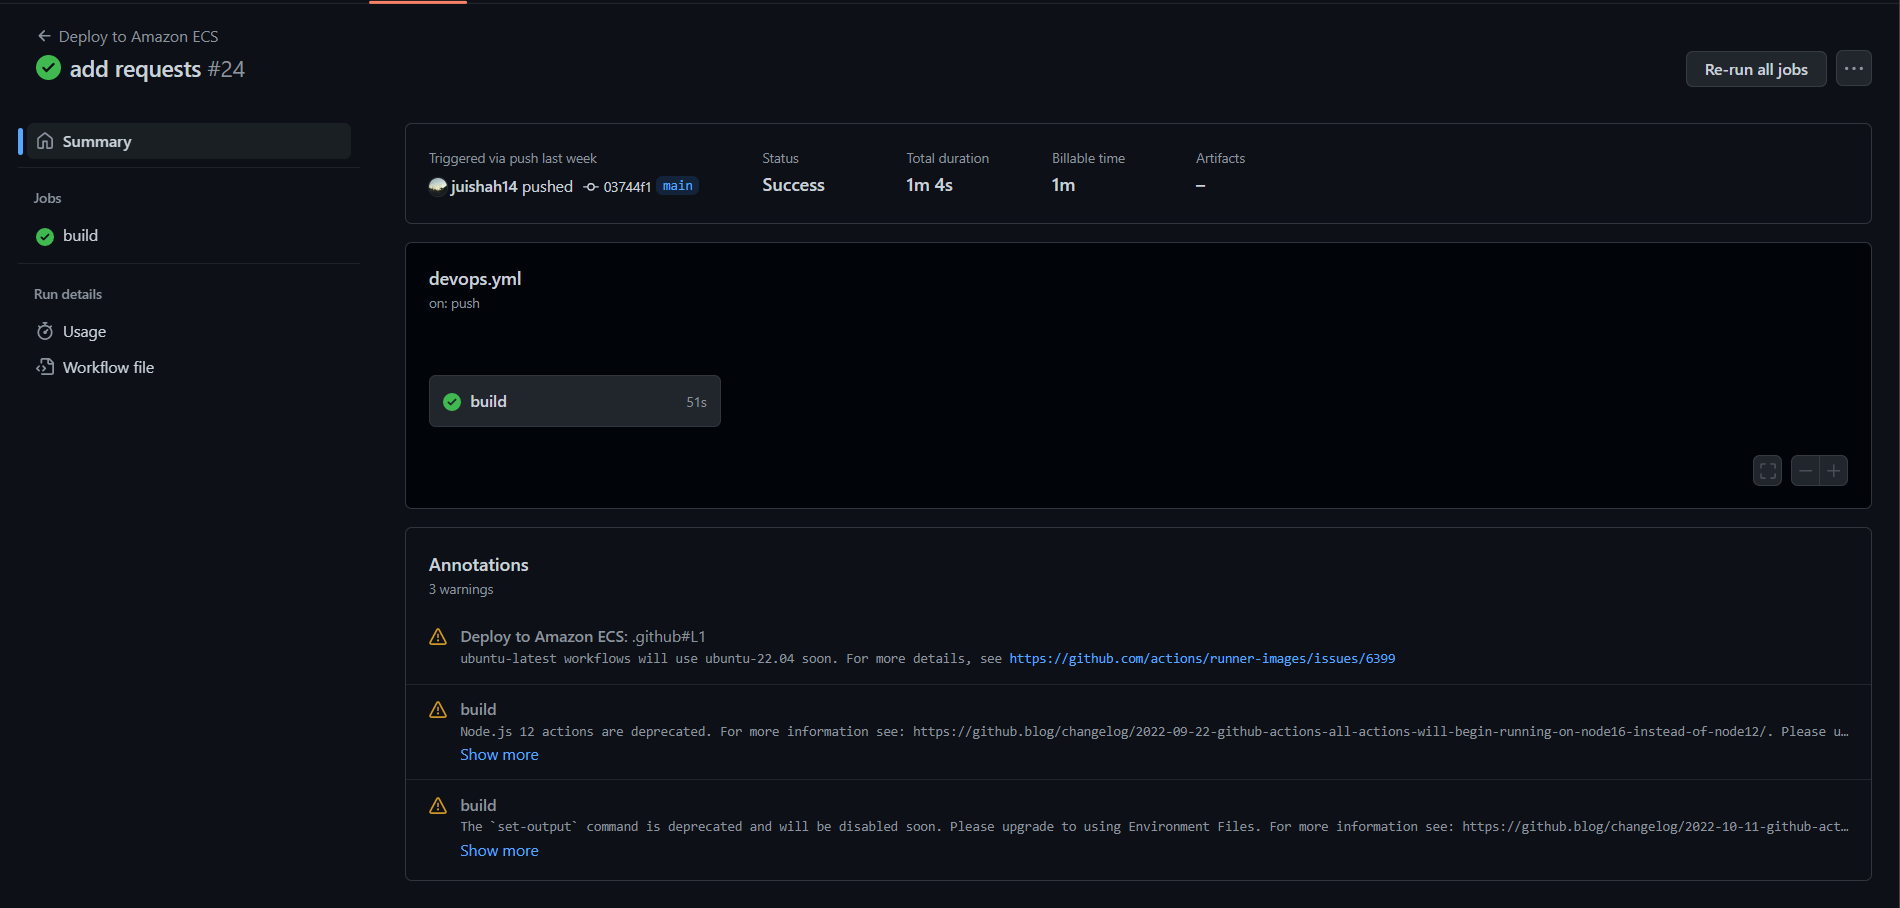 Deploy to Amazon ECS
add requests #24
Re-run all jobs
Summary
Jobs
build
Run details
Usage
Workflow file
Triggered via push last week
juishah14 pushed 03744f1 main
Status
Success
Total duration
1m 4s
Billable time
1m
Artifacts
–
devops.yml
on: push
build 51s
Annotations
3 warnings
Deploy to Amazon ECS: .github#L1
ubuntu-latest workflows will use ubuntu-22.04 soon. For more details, see https://github.com/actions/runner-images/issues/6399
build
Node.js 12 actions are deprecated. For more information see: https://github.blog/changelog/2022-09-22-github-actions-all-actions-will-begin-running-on-node16-instead-of-node12/. Please u…
Show more
build
The `set-output` command is deprecated and will be disabled soon. Please upgrade to using Environment Files. For more information see: https://github.blog/changelog/2022-10-11-github-act…
Show more